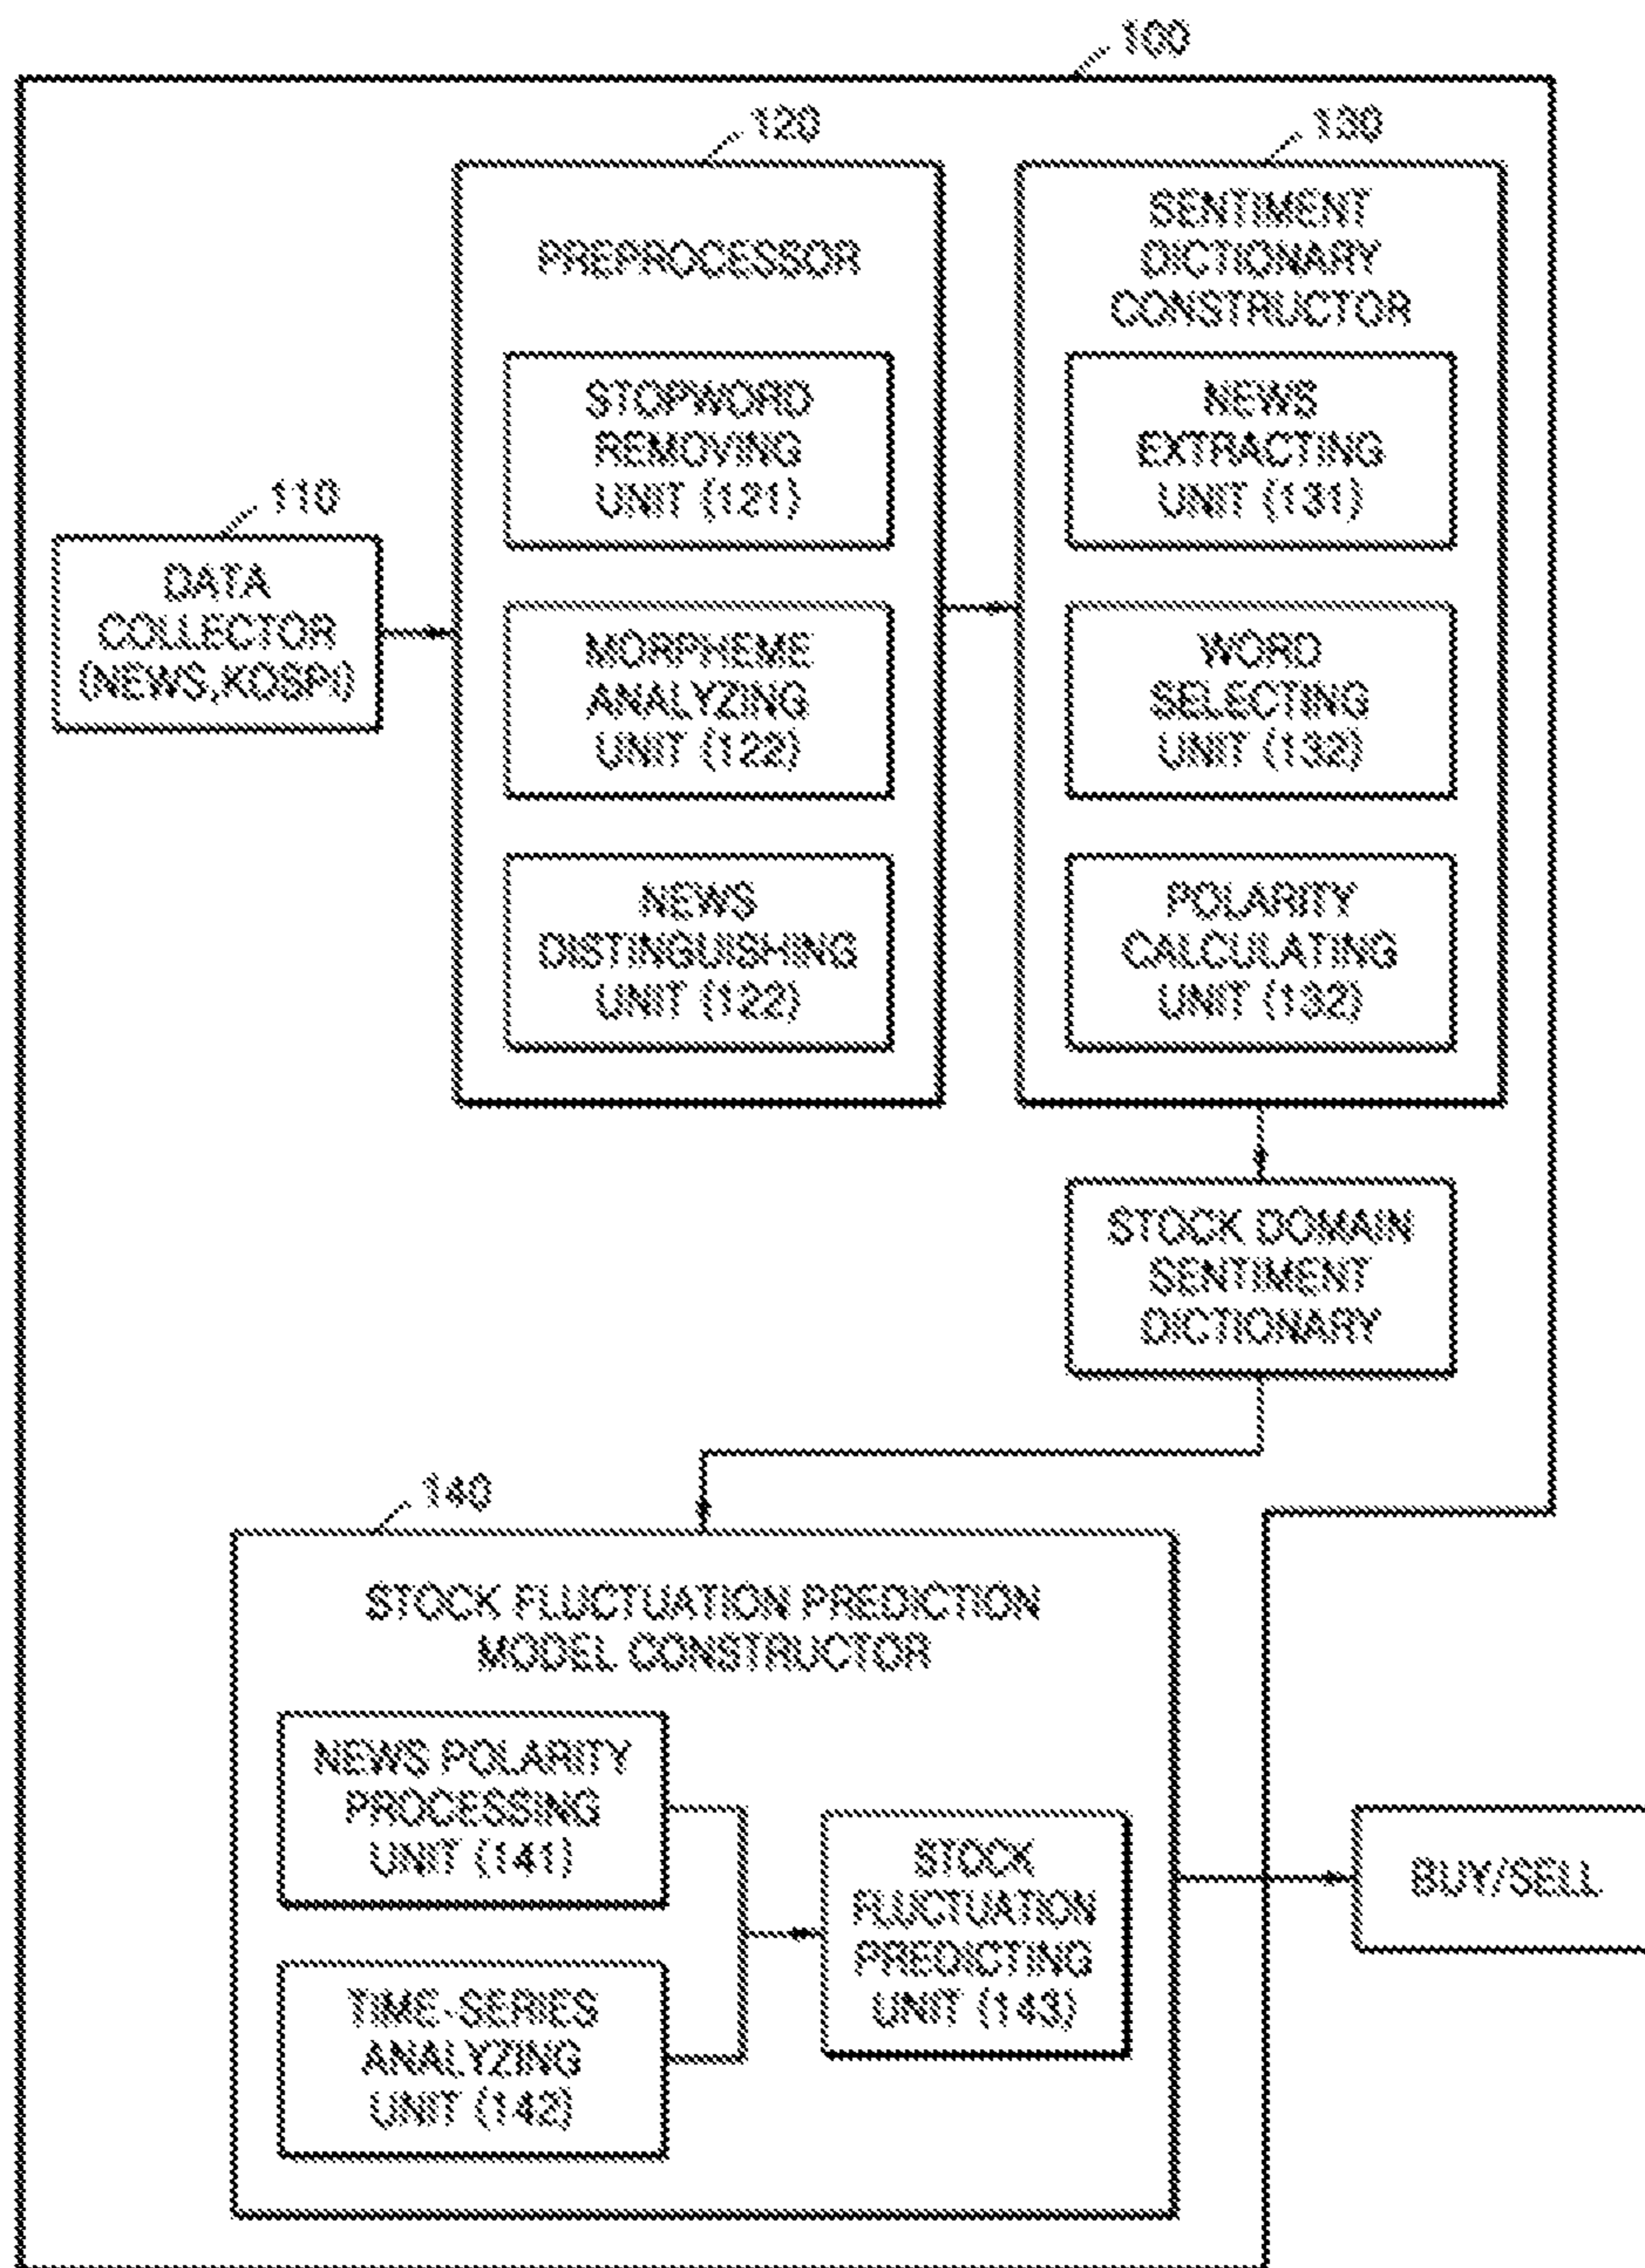 100
120
130
PREPROCESSOR
STOPWORD
REMOVING
UNIT (121)
MORPHEME
ANALYZING
UNIT (122)
NEWS
DISTINGUISHING
UNIT (122)
SENTIMENT
DICTIONARY
CONSTRUCTOR
NEWS
EXTRACTING
UNIT (131)
WORD
SELECTING
UNIT (132)
POLARITY
CALCULATING
UNIT (132)
110
DATA
COLLECTOR
(NEWS,KOSPI)
STOCK DOMAIN
SENTIMENT
DICTIONARY
140
STOCK FLUCTUATION PREDICTION
MODEL CONSTRUCTOR
NEWS POLARITY
PROCESSING
UNIT (141)
TIME-SERIES
ANALYZING
UNIT (142)
STOCK
FLUCTUATION
PREDICTING
UNIT (143)
BUY/SELL